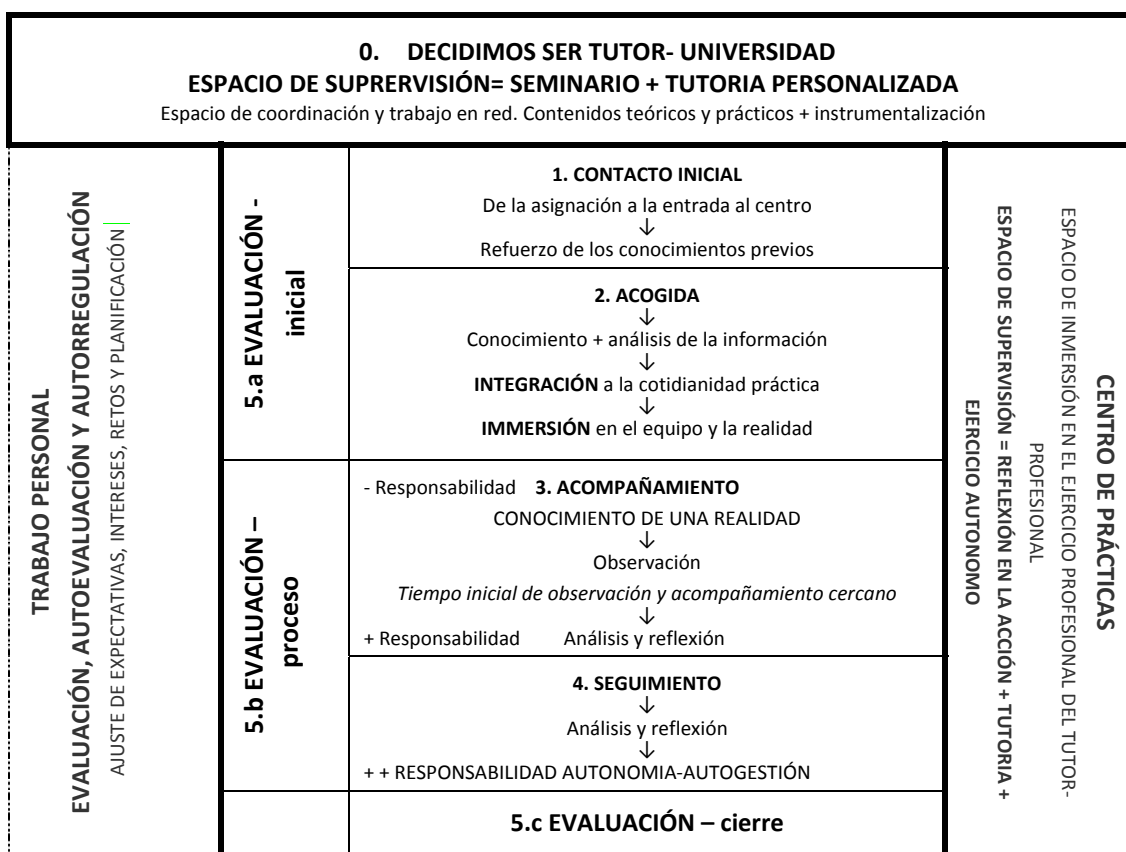 0. DECIDIMOS SER TUTOR- UNIVERSIDAD
ESPACIO DE SUPRERVISIÓN= SEMINARIO + TUTORIA PERSONALIZADA
Espacio de coordinación y trabajo en red. Contenidos teóricos y prácticos + instrumentalización
TRABAJO PERSONAL
EVALUACIÓN, AUTOEVALUACIÓN Y AUTORREGULACIÓN
AJUSTE DE EXPECTATIVAS, INTERESES, RETOS Y PLANIFICACIÓN
5.a EVALUACIÓN -
inicial
1. CONTACTO INICIAL
De la asignación a la entrada al centro
↓
Refuerzo de los conocimientos previos
2. ACOGIDA
↓
Conocimiento + análisis de la información
↓
INTEGRACIÓN a la cotidianidad práctica
↓
IMMERSIÓN en el equipo y la realidad
5.b EVALUACIÓN –
proceso
- Responsabilidad 3. ACOMPAÑAMIENTO
CONOCIMIENTO DE UNA REALIDAD
↓
Observación
Tiempo inicial de observación y acompañamiento cercano
↓
+ Responsabilidad Análisis y reflexión
4. SEGUIMIENTO
↓
Análisis y reflexión
↓
+ + RESPONSABILIDAD AUTONOMIA-AUTOGESTIÓN
5.c EVALUACIÓN – cierre
CENTRO DE PRÁCTICAS
ESPACIO DE INMERSIÓN EN EL EJERCICIO PROFESIONAL DEL TUTOR-
PROFESIONAL
ESPACIO DE SUPERVISIÓN = REFLEXIÓN EN LA ACCIÓN + TUTORIA +
EJERCICIO AUTONOMO